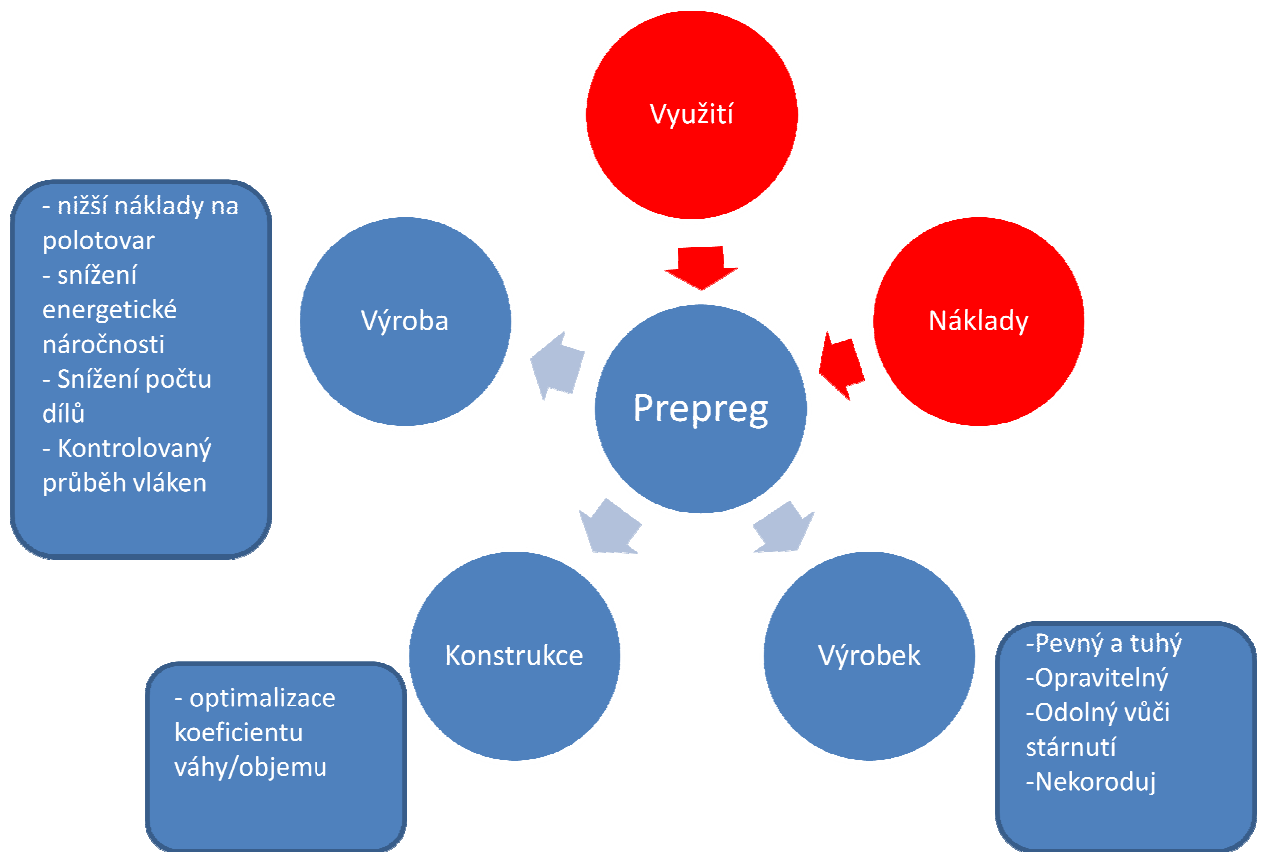 Využití
- nižší náklady na
polotovar
- snížení
energetické
náročnosti
- Snížení počtu
dílů
- Kontrolovaný
průběh vláken
Výroba
Náklady
Prepreg
Konstrukce
- optimalizace
koeficientu
váhy/objemu
Výrobek
-Pevný a tuhý
-Opravitelný
-Odolný vůči
stárnutí
-Nekoroduj